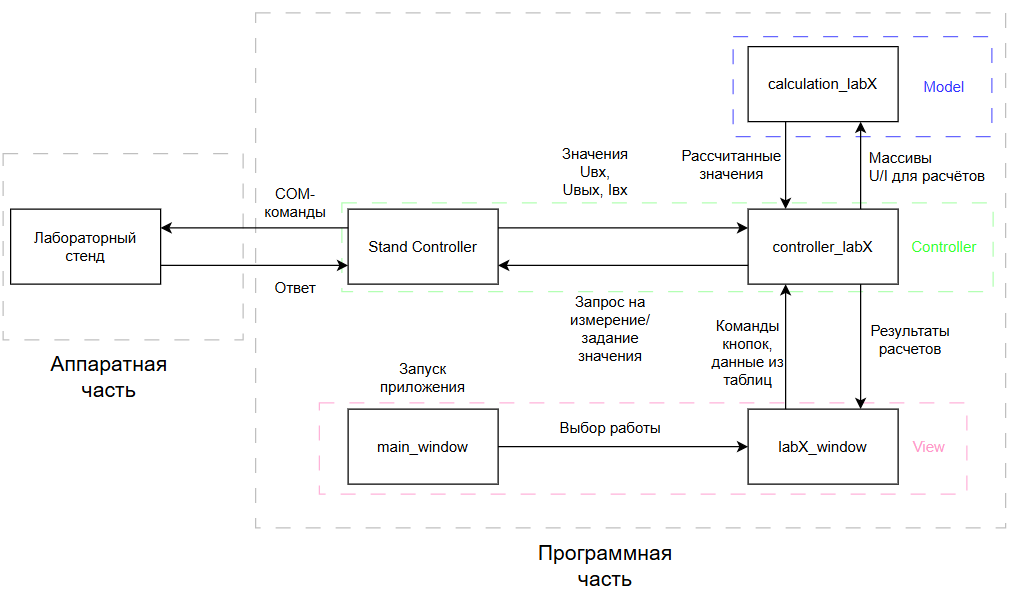 calculation_labX
Model
Значения
Uвх,
Uвых, Iвх
Рассчитанные
значения
Массивы
U/I для расчётов
COM-
команды
Лабораторный
стенд
Stand Controller
controller_labX
Controller
Ответ
Запрос на
измерение/
задание
значения
Команды
кнопок,
данные из
таблиц
Результаты
расчетов
Аппаратная
часть
Запуск
приложения
main_window
Выбор работы
labX_window
View
Программная
часть